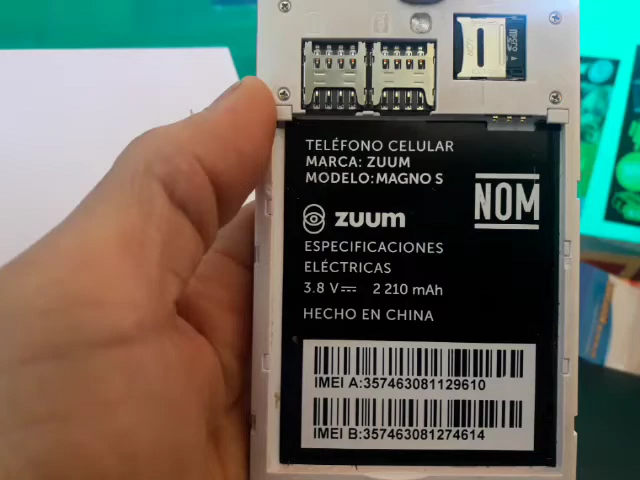 TELÉFONO CELULAR
MARCA: ZUUM
MODELO:MAGNO S
NOM
zuum
ESPECIFICACIONES
ELÉCTRICAS
3.8 V 2 210 mAh
HECHO EN CHINA
IMEI A:357463081129610
IMEI B:357463081274614